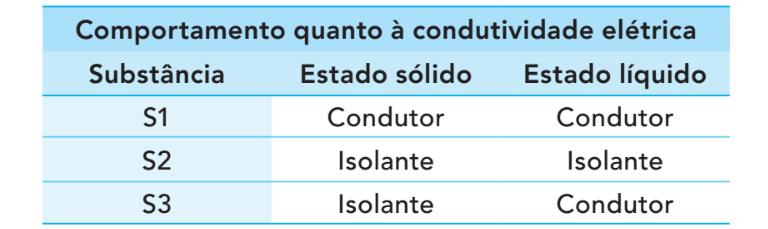 Comportamento quanto à condutividade elétrica
Substância Estado sólido Estado líquido
S1 Condutor Condutor
S2 Isolante Isolante
S3 Isolante Condutor